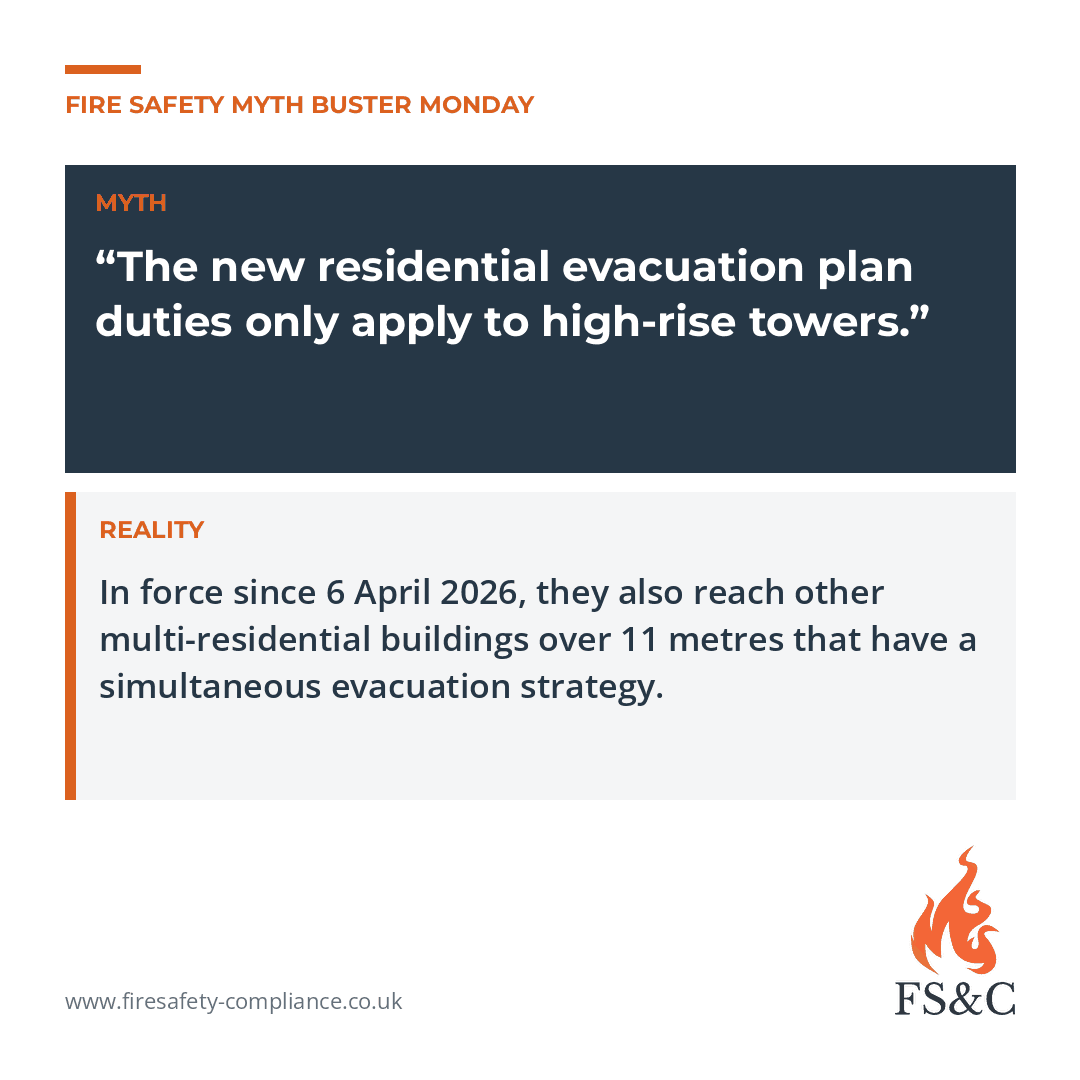 FIRE SAFETY MYTH BUSTER MONDAY
MYTH
“The new residential evacuation plan
duties only apply to high-rise towers.”
REALITY
In force since 6 April 2026, they also reach other
multi-residential buildings over 11 metres that have a
simultaneous evacuation strategy.
www.firesafety-compliance.co.uk
FS&C